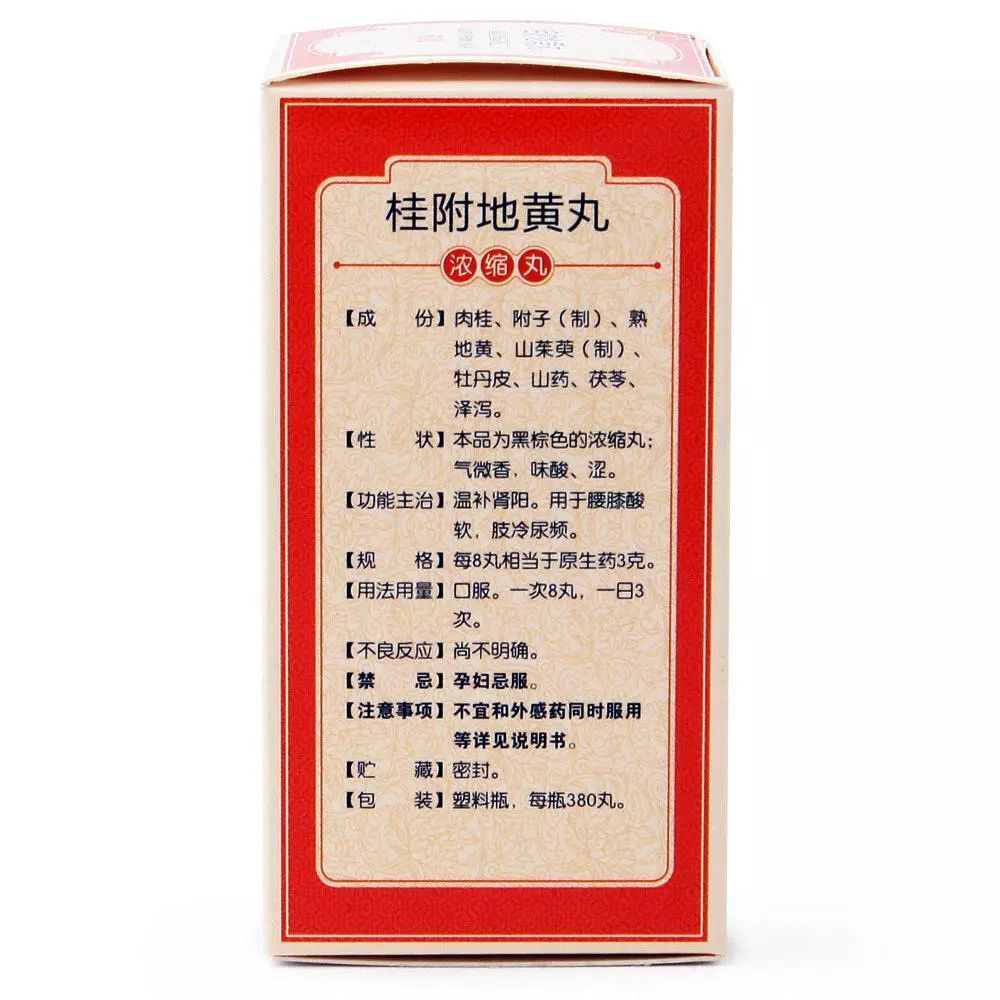 桂附地黄丸
浓缩丸
【成 份】肉桂、附子（制）、熟
地黄、山茱萸（制）、
牡丹皮、山药、茯苓、
泽泻。
【性 状】本品为黑棕色的浓缩丸；
气微香，味酸、涩。
【功能主治】温补肾阳。用于腰膝酸
软，肢冷尿频。
【规 格】每8丸相当于原生药3克。
【用法用量】口服。一次8丸，一日3
次。
【不良反应】尚不明确。
【禁 忌】孕妇忌服。
【注意事项】不宜和外感药同时服用
等详见说明书。
【贮 藏】密封。
【包 装】塑料瓶，每瓶380丸。